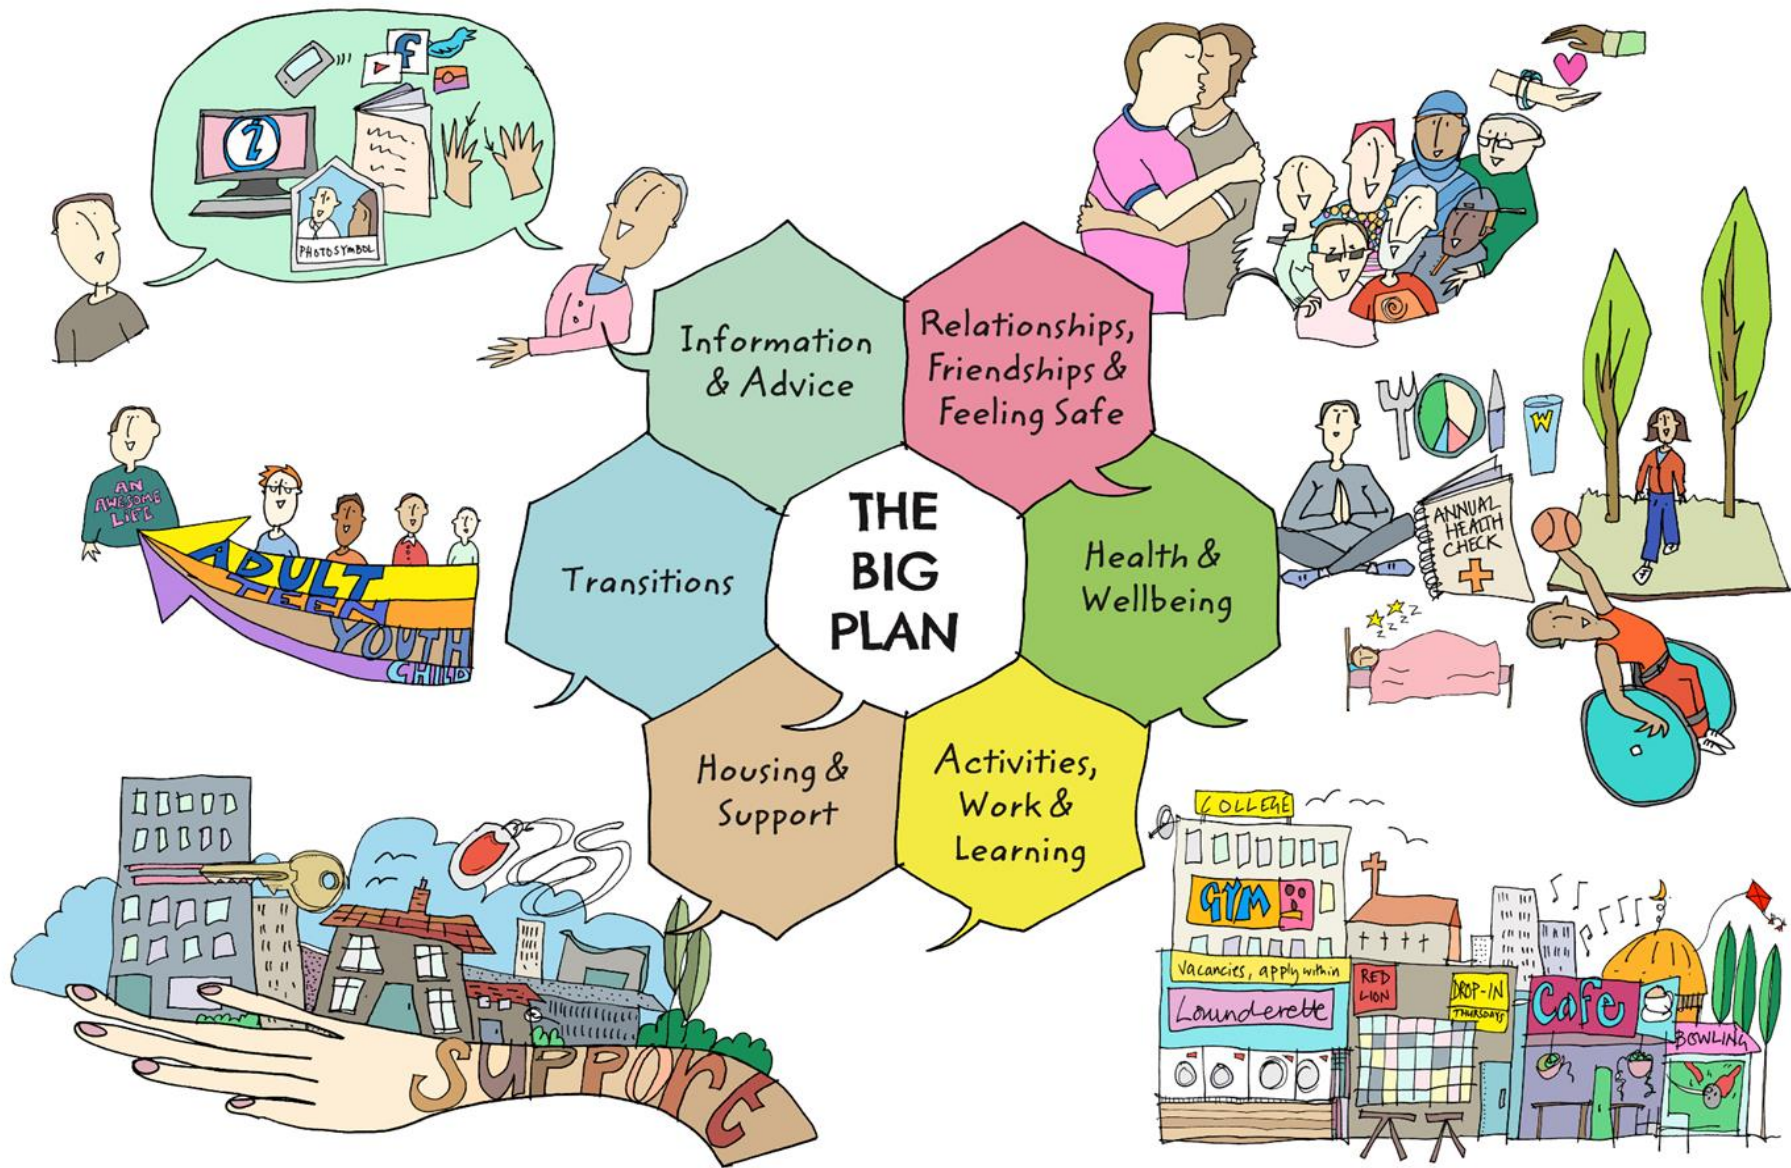 f
i
PHOTOSYMBOL
Information
& Advice
Relationships,
Friendships &
Feeling Safe
AN
AWESOME
LIFE
ADULT
TEEN
YOUTH
CHILD
Transitions
THE
BIG
PLAN
Health &
Wellbeing
W
ANNUAL
HEALTH
CHECK
z z z
Housing &
Support
Activities,
Work &
Learning
SUPPORT
COLLEGE
GYM
Vacancies, apply within
Lounderette
RED
LION
DROP-IN
THURSDAYS
Cafe
BOWLING